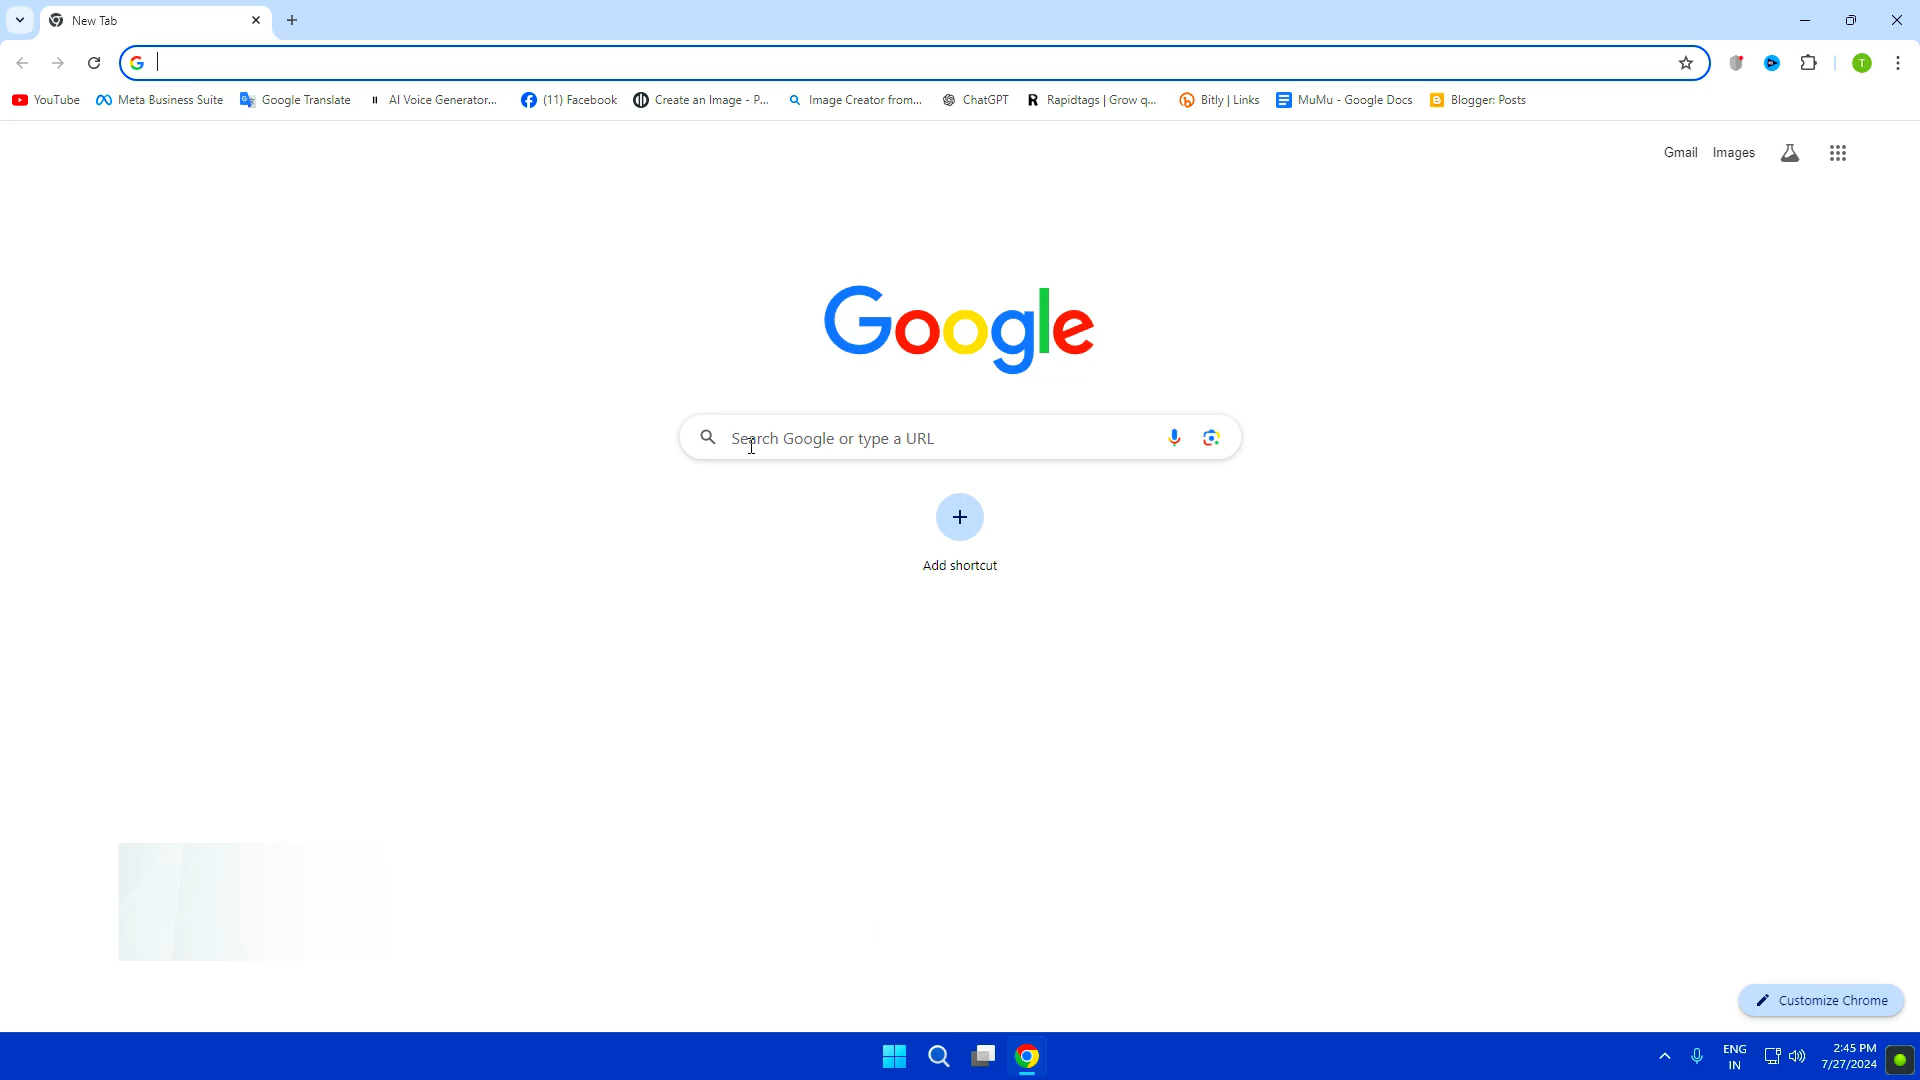 New Tab
YouTube Meta Business Suite Google Translate AI Voice Generator... (11) Facebook Create an Image - P... Image Creator from... ChatGPT Rapidtags | Grow q... Bitly | Links MuMu - Google Docs Blogger: Posts
Gmail Images
Google
Search Google or type a URL
Add shortcut
Customize Chrome
ENG 2:45 PM
IN 7/27/2024
T